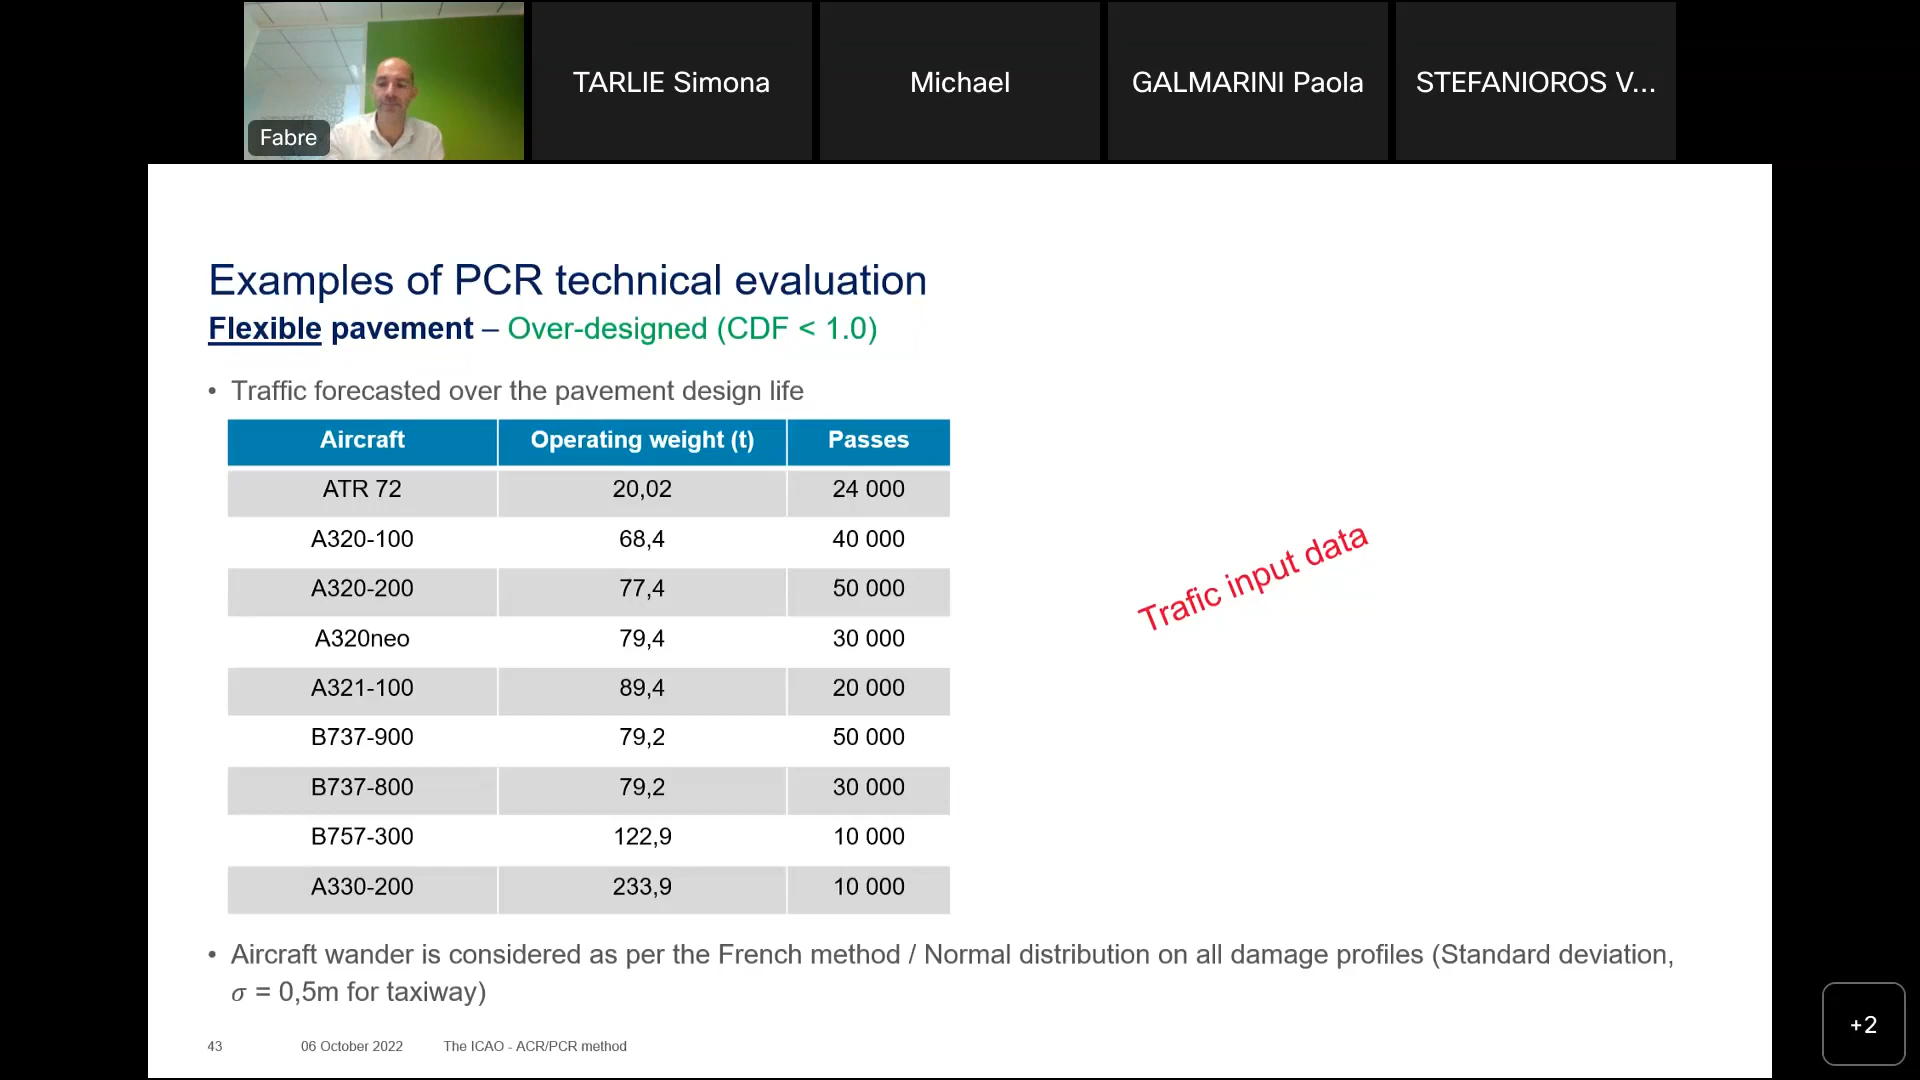 Fabre
TARLIE Simona
Michael
GALMARINI Paola
STEFANIOROS V...
Examples of PCR technical evaluation
Flexible pavement – Over-designed (CDF < 1.0)
• Traffic forecasted over the pavement design life
Aircraft Operating weight (t) Passes
ATR 72 20,02 24 000
A320-100 68,4 40 000
A320-200 77,4 50 000
A320neo 79,4 30 000
A321-100 89,4 20 000
B737-900 79,2 50 000
B737-800 79,2 30 000
B757-300 122,9 10 000
A330-200 233,9 10 000
Trafic input data
• Aircraft wander is considered as per the French method / Normal distribution on all damage profiles (Standard deviation,
σ = 0,5m for taxiway)
43 06 October 2022 The ICAO - ACR/PCR method
+2